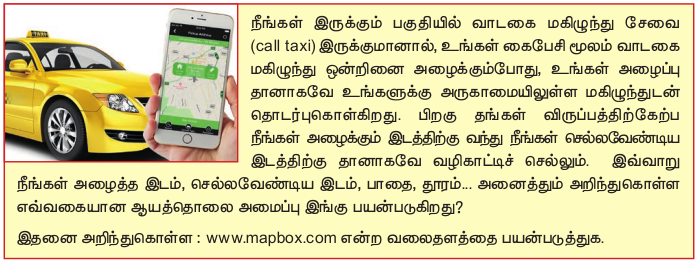 நீங்கள் இருக்கும் பகுதியில் வாடகை மகிழுந்து சேவை
(call taxi) இருக்குமானால், உங்கள் கைபேசி மூலம் வாடகை
மகிழுந்து ஒன்றினை அழைக்கும்போது, உங்கள் அழைப்பு
தானாகவே உங்களுக்கு அருகாமையிலுள்ள மகிழுந்துடன்
தொடர்புகொள்கிறது. பிறகு தங்கள் விருப்பத்திற்கேற்ப
நீங்கள் அழைக்கும் இடத்திற்கு வந்து நீங்கள் செல்லவேண்டிய
இடத்திற்கு தானாகவே வழிகாட்டிச் செல்லும். இவ்வாறு
நீங்கள் அழைத்த இடம், செல்லவேண்டிய இடம், பாதை, தூரம்... அனைத்தும் அறிந்துகொள்ள
எவ்வகையான ஆயத்தொலை அமைப்பு இங்கு பயன்படுகிறது?
இதனை அறிந்துகொள்ள : www.mapbox.com என்ற வலைதளத்தை பயன்படுத்துக.